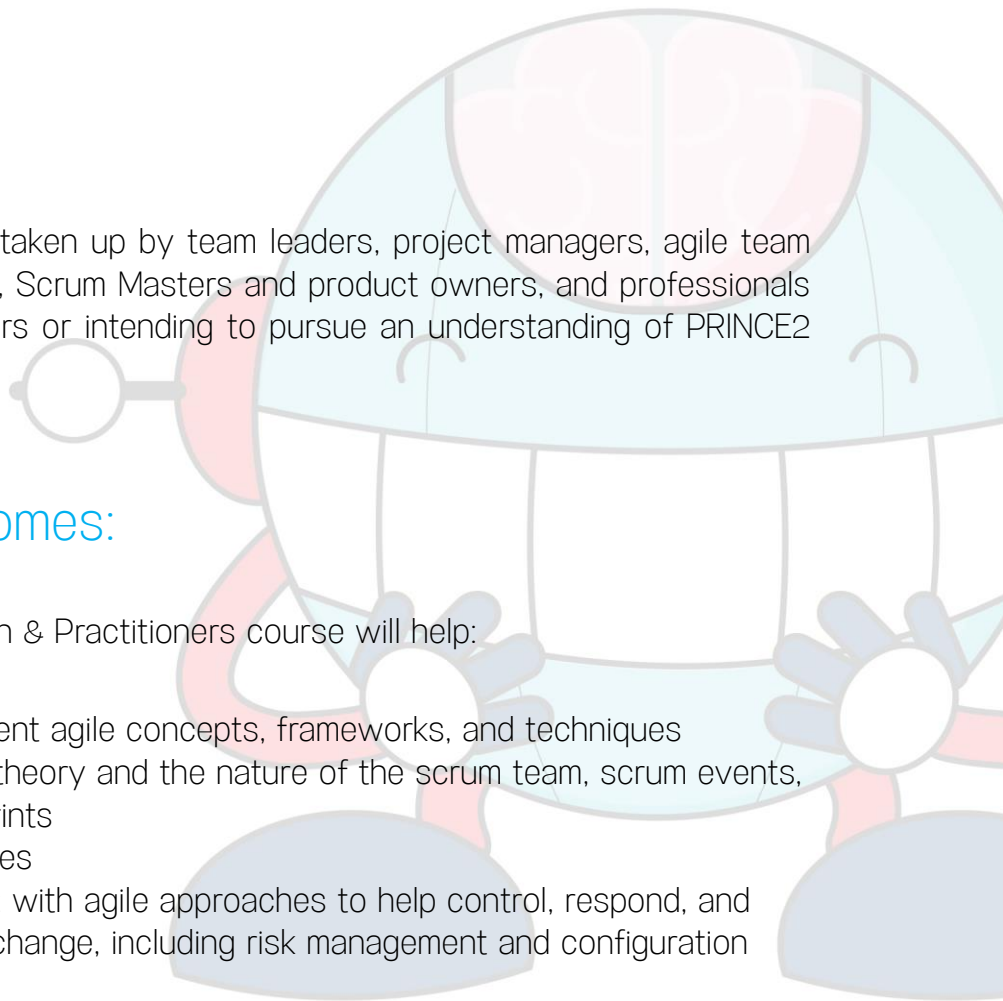 taken up by team leaders, project managers, agile team
, Scrum Masters and product owners, and professionals
rs or intending to pursue an understanding of PRINCE2
omes:
n & Practitioners course will help:
ent agile concepts, frameworks, and techniques
theory and the nature of the scrum team, scrum events,
ints
es
with agile approaches to help control, respond, and
change, including risk management and configuration